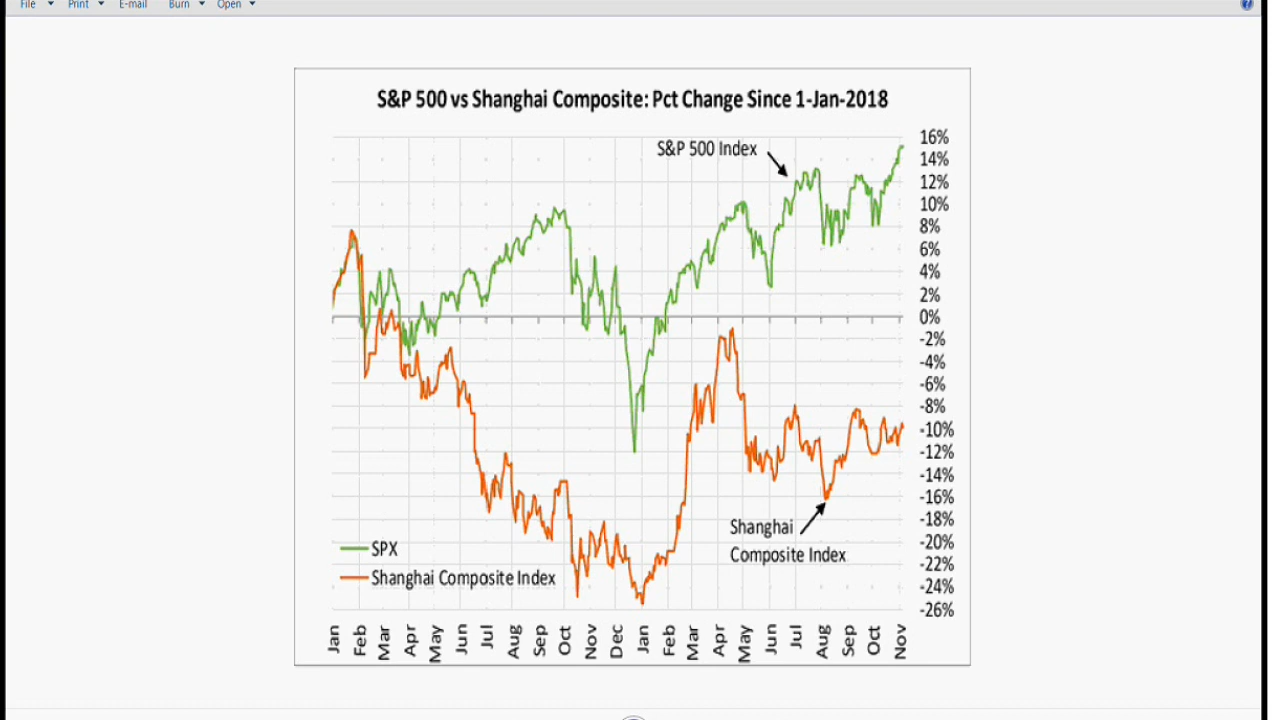 File Print E-mail Burn Open ?
S&P 500 vs Shanghai Composite: Pct Change Since 1-Jan-2018
S&P 500 Index
16%
14%
12%
10%
8%
6%
4%
2%
0%
-2%
-4%
-6%
-8%
-10%
-12%
-14%
-16%
-18%
-20%
-22%
-24%
-26%
Shanghai
Composite Index
SPX
Shanghai Composite Index
Jan Feb Mar Apr May Jun Jul Aug Sep Oct Nov Dec Jan Feb Mar Apr May Jun Jul Aug Sep Oct Nov